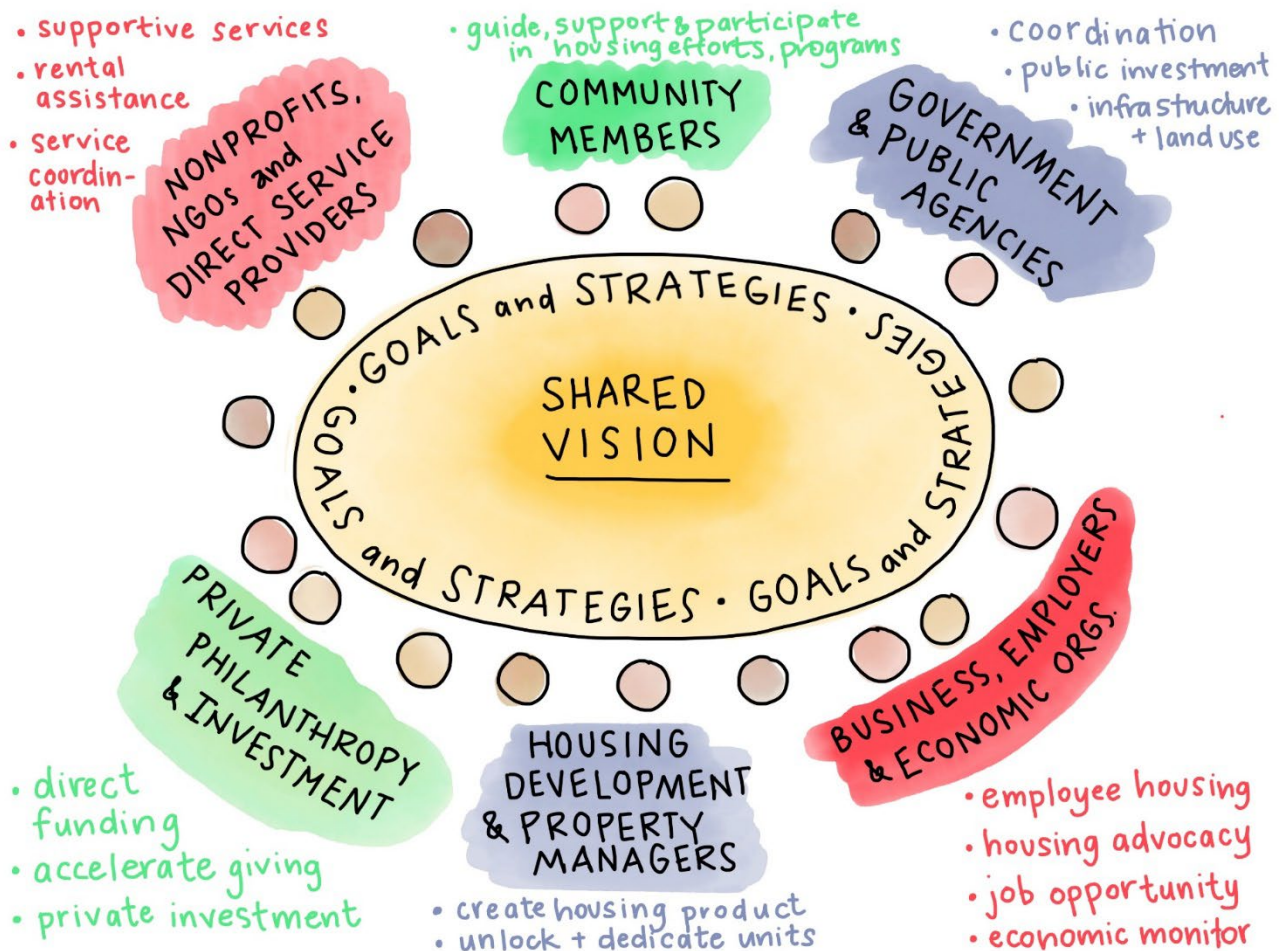 • supportive services
• rental
assistance
• service
coordin-
ation
NONPROFITS,
NGOs and
DIRECT SERVICE
PROVIDERS
• guide, support & participate
in housing efforts, programs
COMMUNITY
MEMBERS
• coordination
• public investment
• infrastructure
+ land use
GOVERNMENT
& PUBLIC
AGENCIES
• GOALS and STRATEGIES • GOALS and STRATEGIES • GOALS and STRATEGIES
SHARED
VISION
PRIVATE
PHILANTHROPY
& INVESTMENT
• direct
funding
• accelerate giving
• private investment
HOUSING
DEVELOPMENT
& PROPERTY
MANAGERS
• create housing product
• unlock + dedicate units
BUSINESS, EMPLOYERS
& ECONOMIC ORGS.
• employee housing
• housing advocacy
• job opportunity
• economic monitor